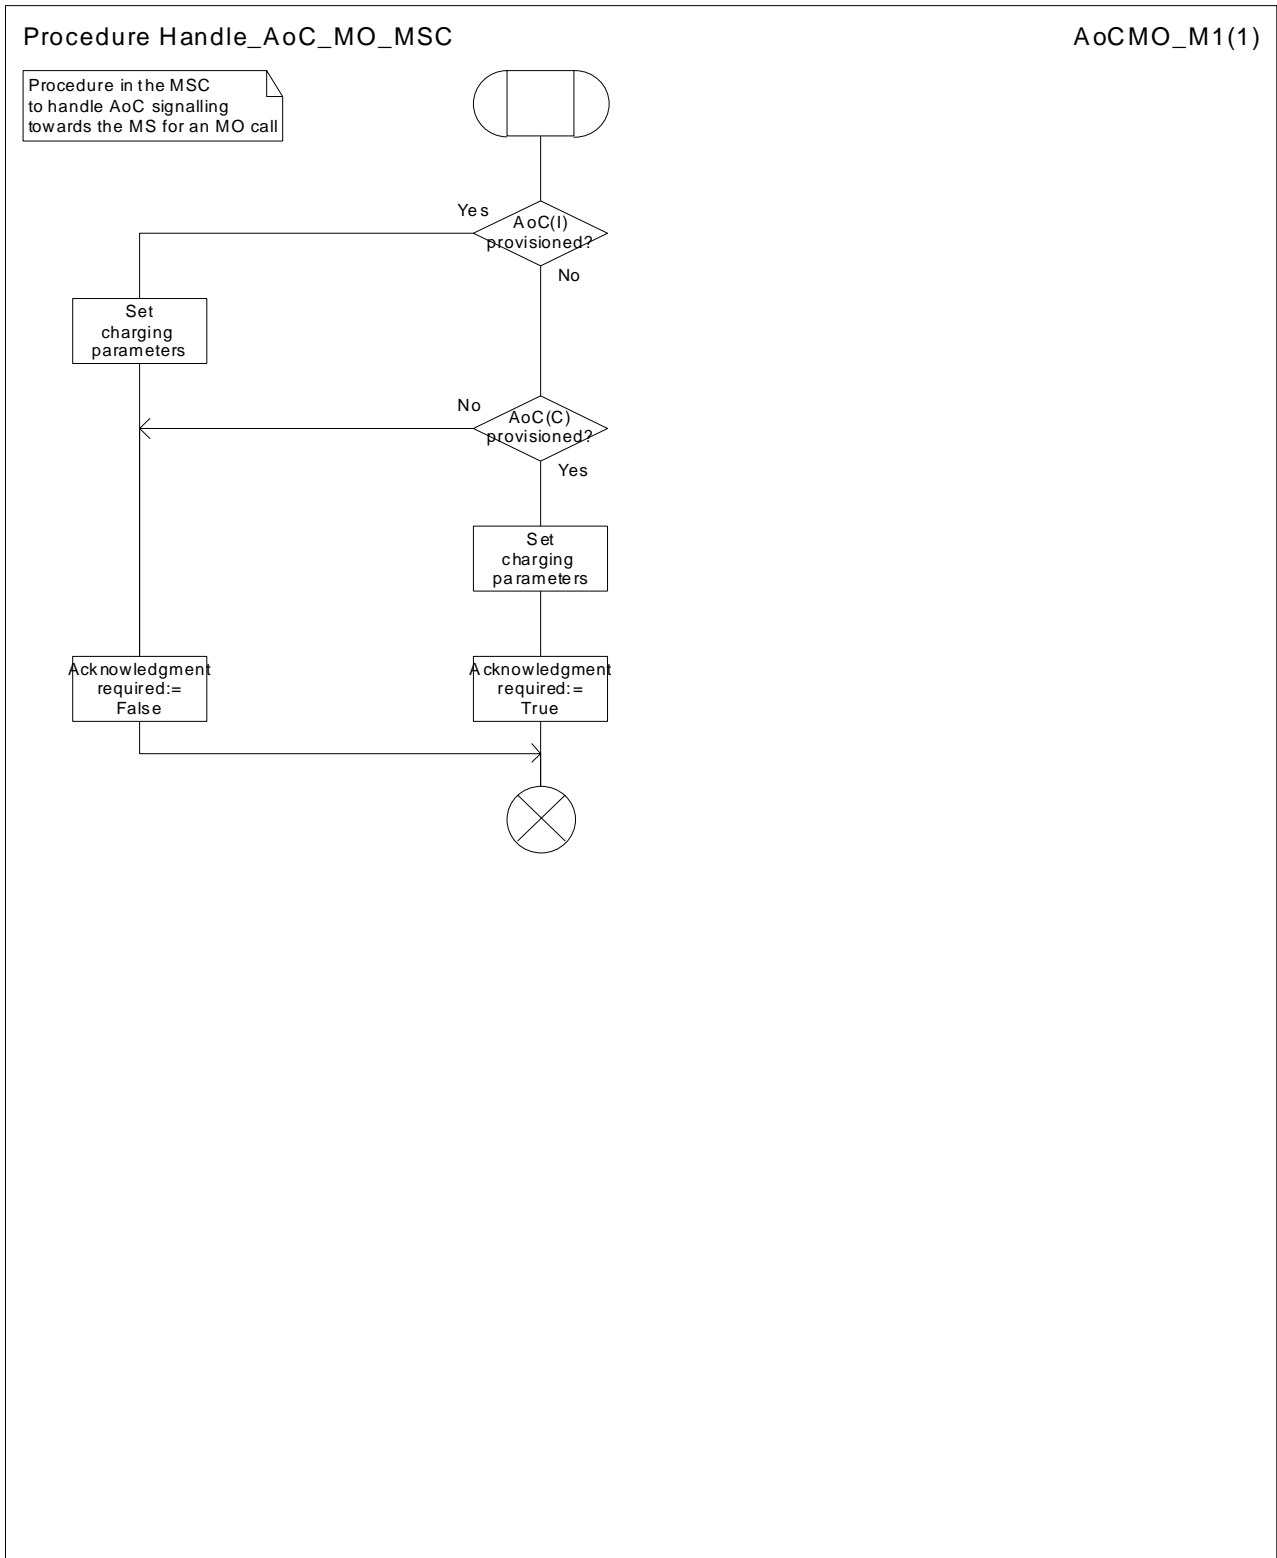 Procedure Handle_AoC_MO_MSC
AoCMO_M1(1)
Procedure in the MSC
to handle AoC signalling
towards the MS for an MO call
Yes
AoC(I)
provisioned?
No
Set
charging
parameters
No
AoC(C)
provisioned?
Yes
Set
charging
parameters
Acknowledgment
required:=
False
Acknowledgment
required:=
True